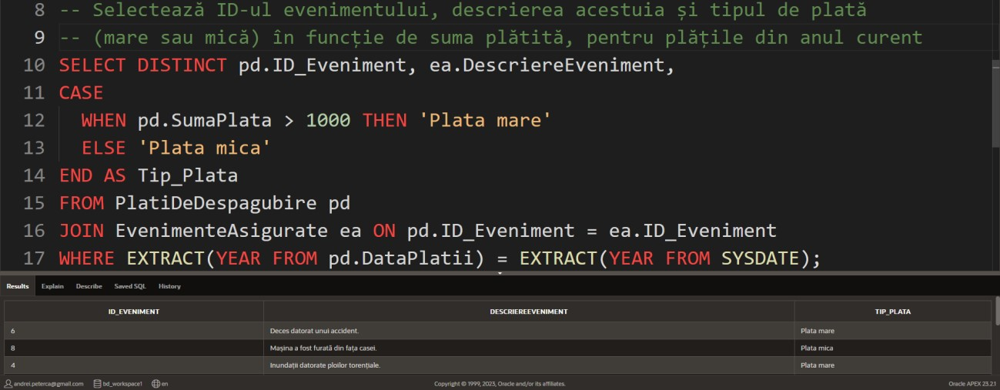 8 -- Selectează ID-ul evenimentului, descrierea acestuia și tipul de plată
9 -- (mare sau mică) în funcție de suma plătită, pentru plățile din anul curent
10 SELECT DISTINCT pd.ID_Eveniment, ea.DescriereEveniment,
11 CASE
12 WHEN pd.SumaPlata > 1000 THEN 'Plata mare'
13 ELSE 'Plata mica'
14 END AS Tip_Plata
15 FROM PlatiDeDespagubire pd
16 JOIN EvenimenteAsigurate ea ON pd.ID_Eveniment = ea.ID_Eveniment
17 WHERE EXTRACT(YEAR FROM pd.DataPlatii) = EXTRACT(YEAR FROM SYSDATE);
Results Explain Describe Saved SQL History
ID_EVENIMENT DESCRIEREEVENIMENT TIP_PLATA
6 Deces datorat unui accident. Plata mare
8 Mașina a fost furată din fața casei. Plata mica
4 Inundații datorate ploilor torențiale. Plata mare
andrei.peterca@gmail.com bd_workspace1 en Copyright © 1999, 2023, Oracle and/or its affiliates. Oracle APEX 23.2.1